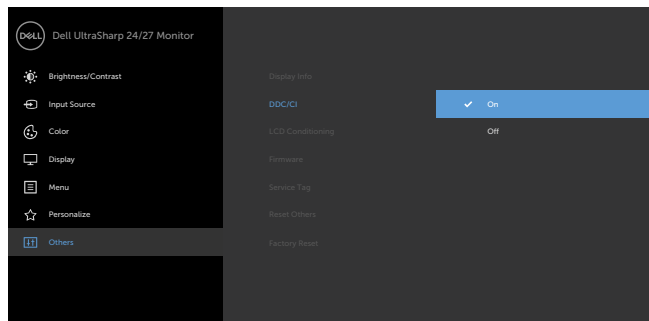 DELL Dell UltraSharp 24/27 Monitor
Brightness/Contrast Display Info
Input Source DDC/CI On
Color LCD Conditioning Off
Display Firmware
Menu Service Tag
Personalize Reset Others
Others Factory Reset